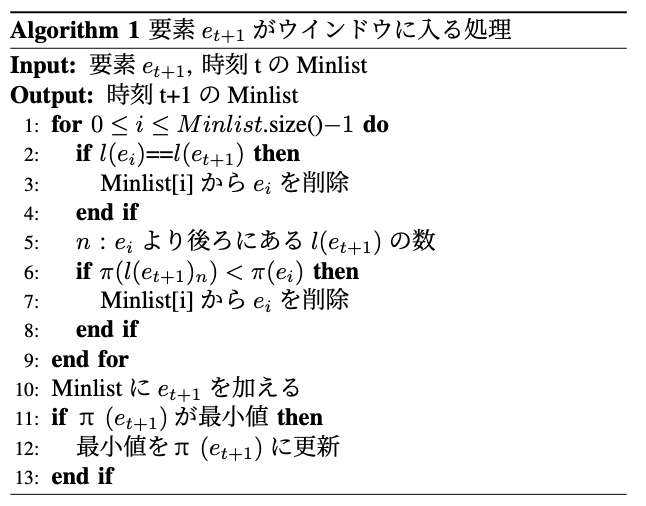 Algorithm 1 要素 e_{t+1} がウインドウに入る処理
Input: 要素 e_{t+1}, 時刻 t の Minlist
Output: 時刻 t+1 の Minlist
1: for 0 ≤ i ≤ Minlist.size()−1 do
2: if l(e_i)==l(e_{t+1}) then
3: Minlist[i] から e_i を削除
4: end if
5: n : e_i より後ろにある l(e_{t+1}) の数
6: if π(l(e_{t+1})_n) < π(e_i) then
7: Minlist[i] から e_i を削除
8: end if
9: end for
10: Minlist に e_{t+1} を加える
11: if π (e_{t+1}) が最小値 then
12: 最小値を π (e_{t+1}) に更新
13: end if